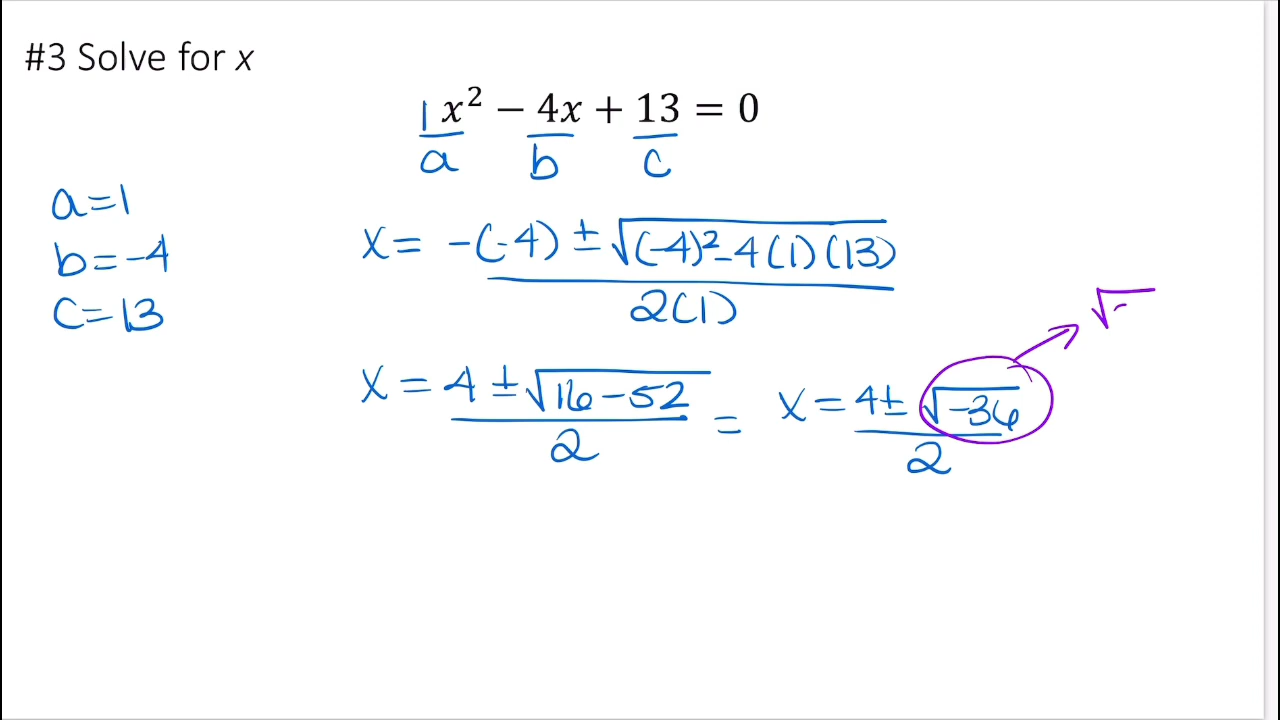 #3 Solve for x
1x² − 4x + 13 = 0
a b c
a=1
b=-4
c=13
x = -(-4) ± √(-4)²-4(1)(13)
2(1)
x = 4 ± √16-52
2
= x = 4± √-36
2
√-